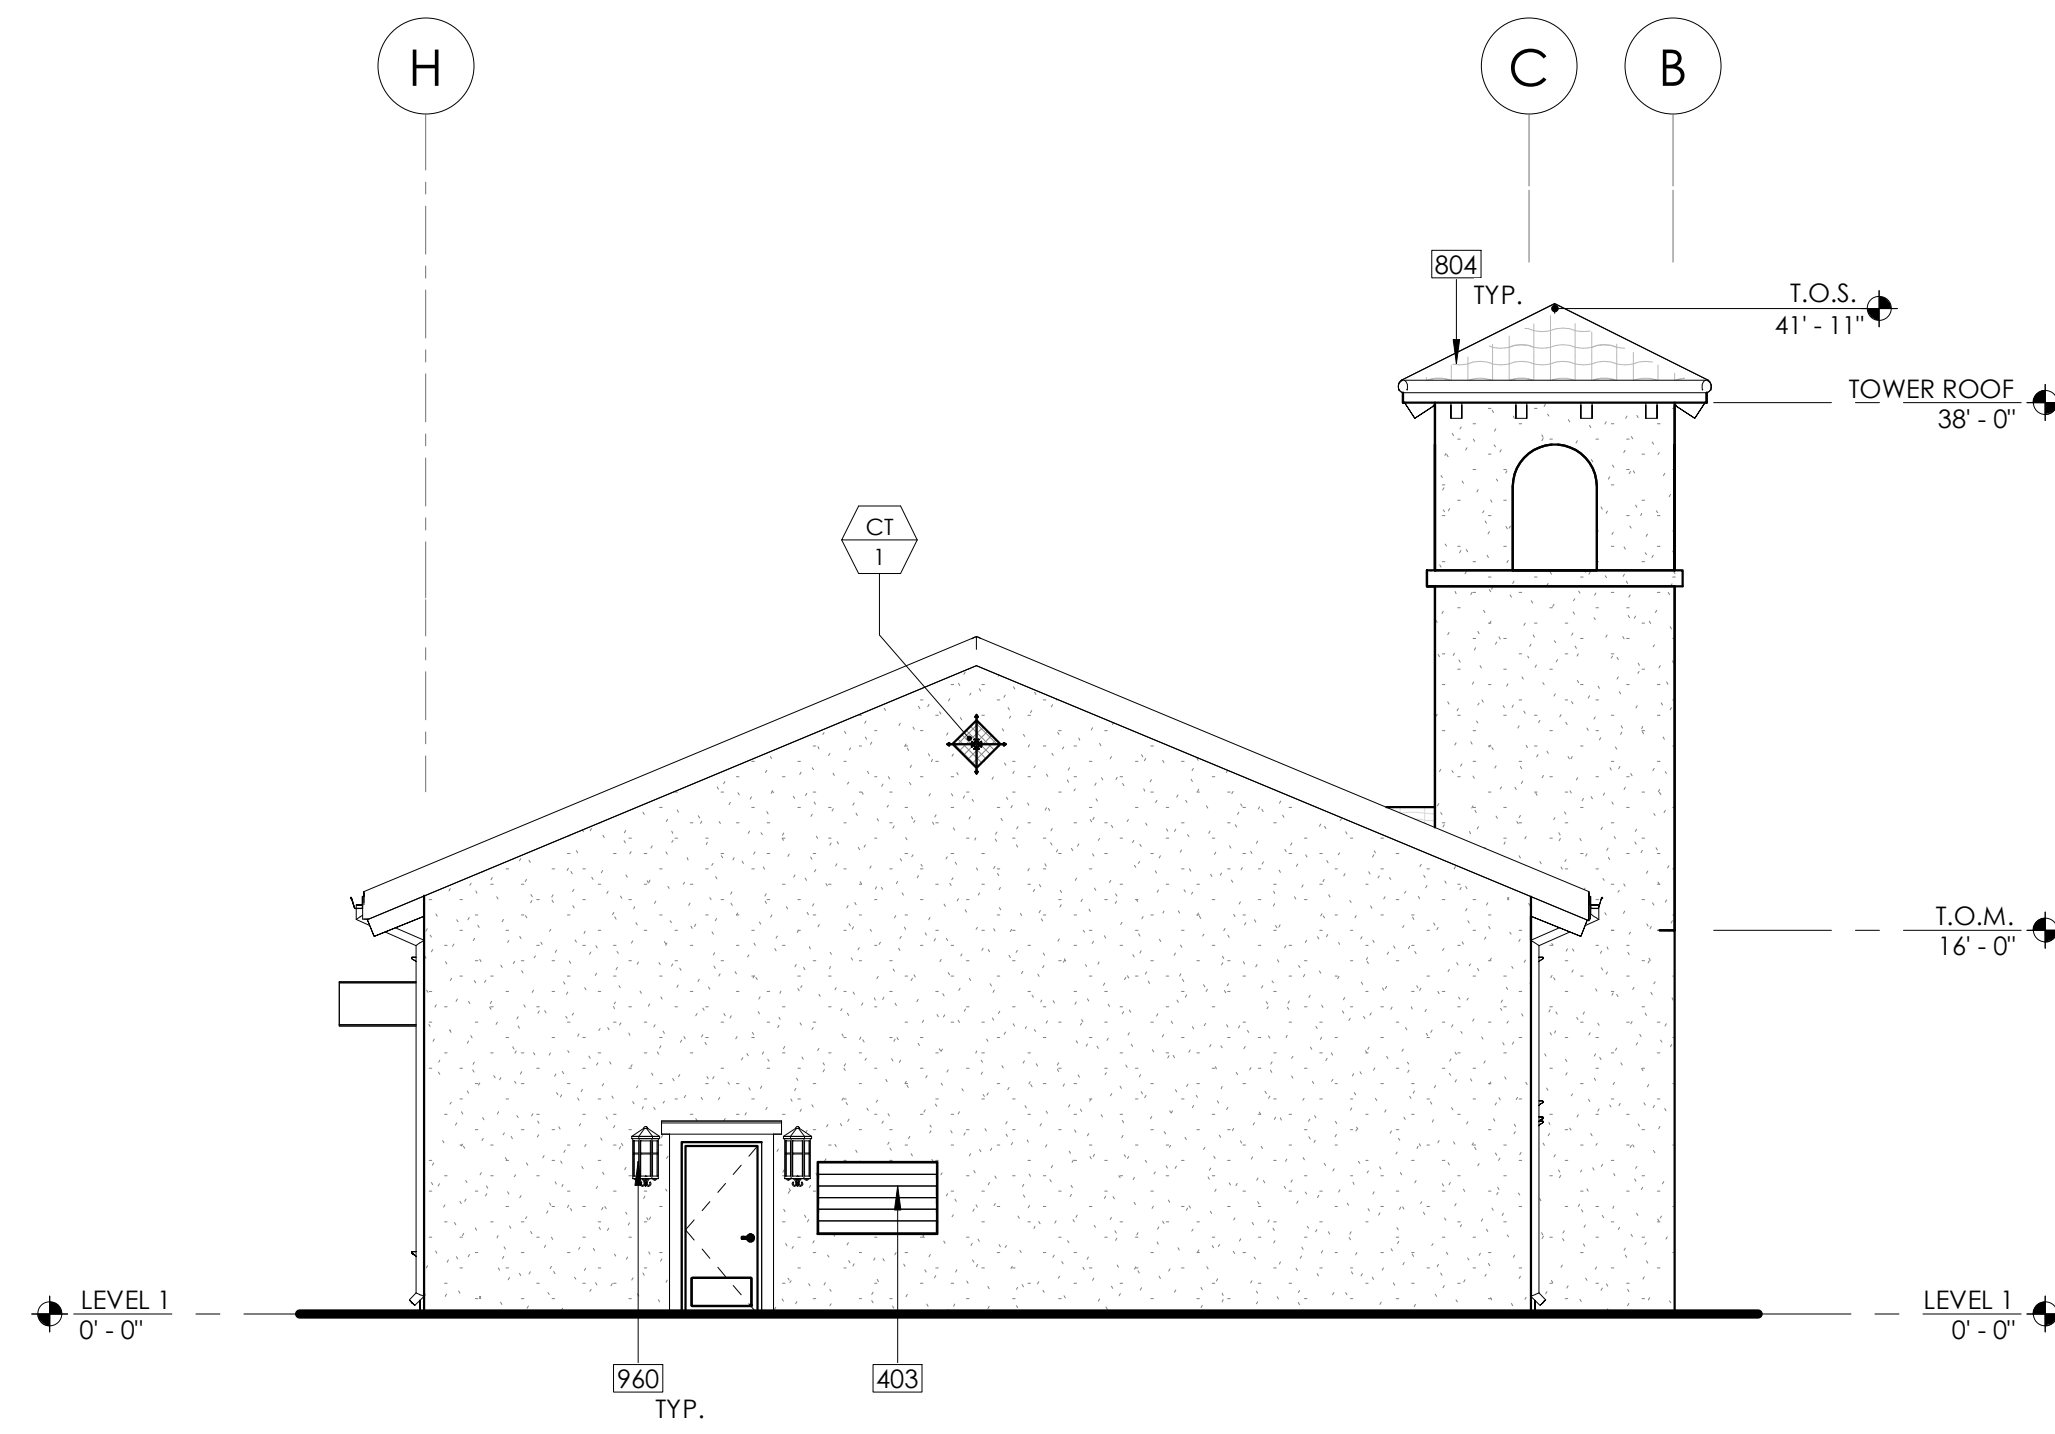 H
C
B
804
TYP.
T.O.S.
41' - 11"
TOWER ROOF
38' - 0"
CT
1
T.O.M.
16' - 0"
LEVEL 1
0' - 0"
LEVEL 1
0' - 0"
960
TYP.
403